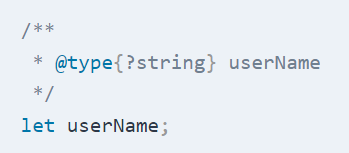 /**
 * @type{?string} userName
 */
let userName;